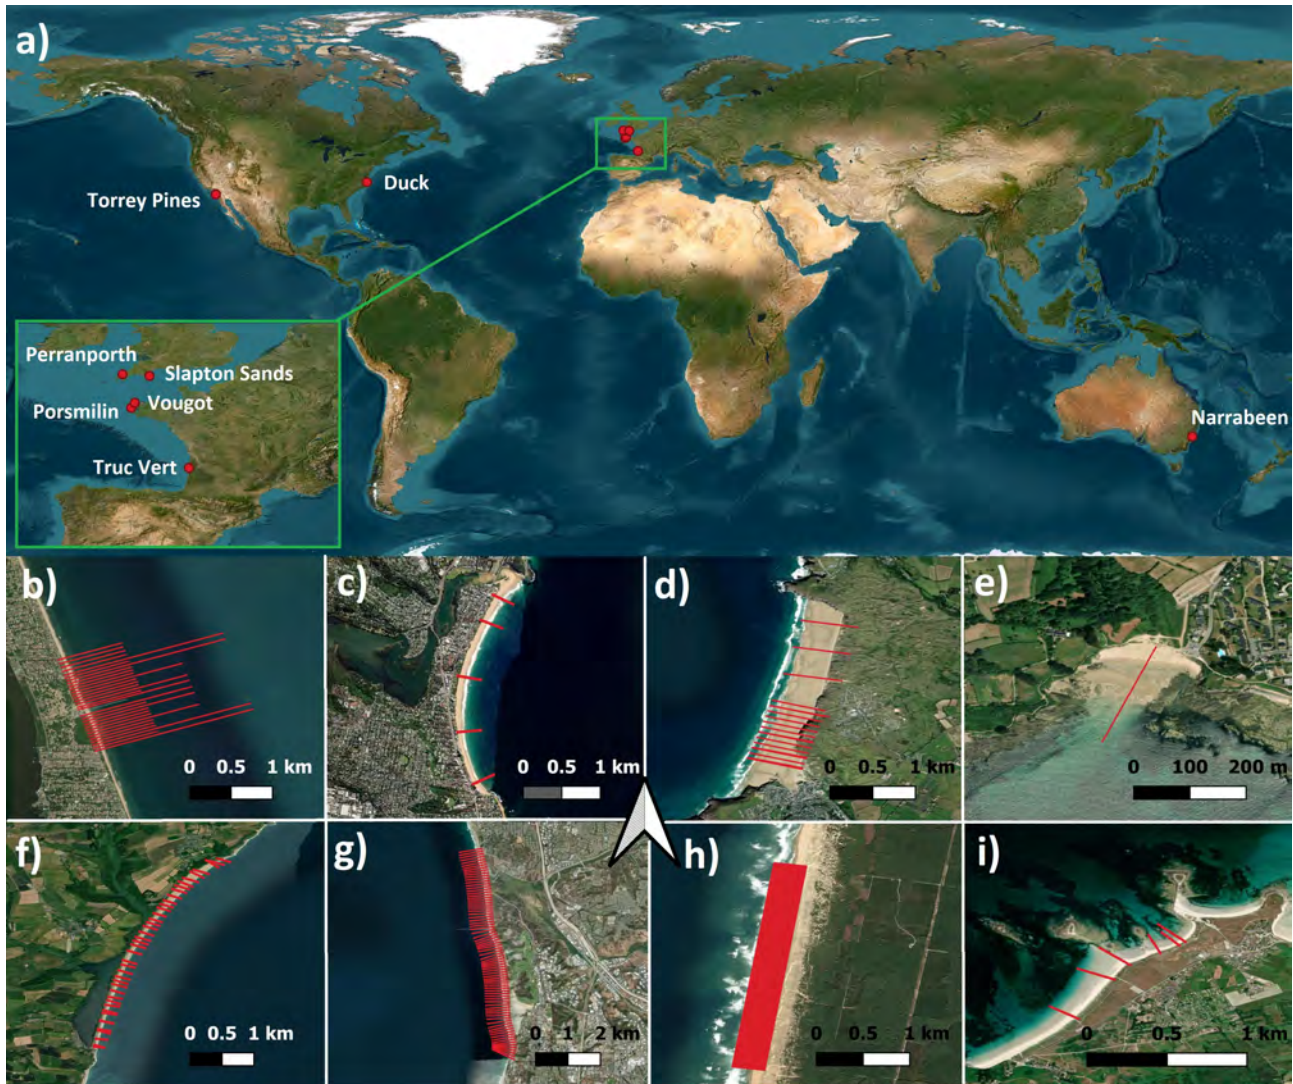 a)
Torrey Pines
Duck
Perranporth
Slapton Sands
Vougot
Porsmilin
Truc Vert
Narrabeen
b)
0 0.5 1 km
c)
0 0.5 1 km
d)
0 0.5 1 km
e)
0 100 200 m
f)
0 0.5 1 km
g)
0 1 2 km
h)
0 0.5 1 km
i)
0 0.5 1 km